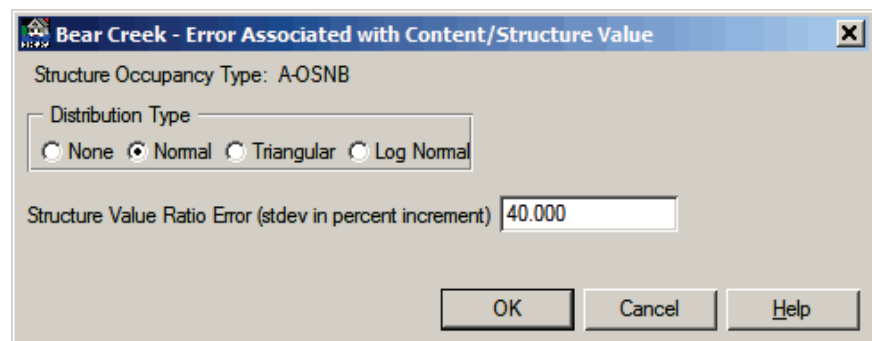 Bear Creek - Error Associated with Content/Structure Value
Structure Occupancy Type: A-OSNB
Distribution Type
None Normal Triangular Log Normal
Structure Value Ratio Error (stdev in percent increment) 40.000
OK Cancel Help